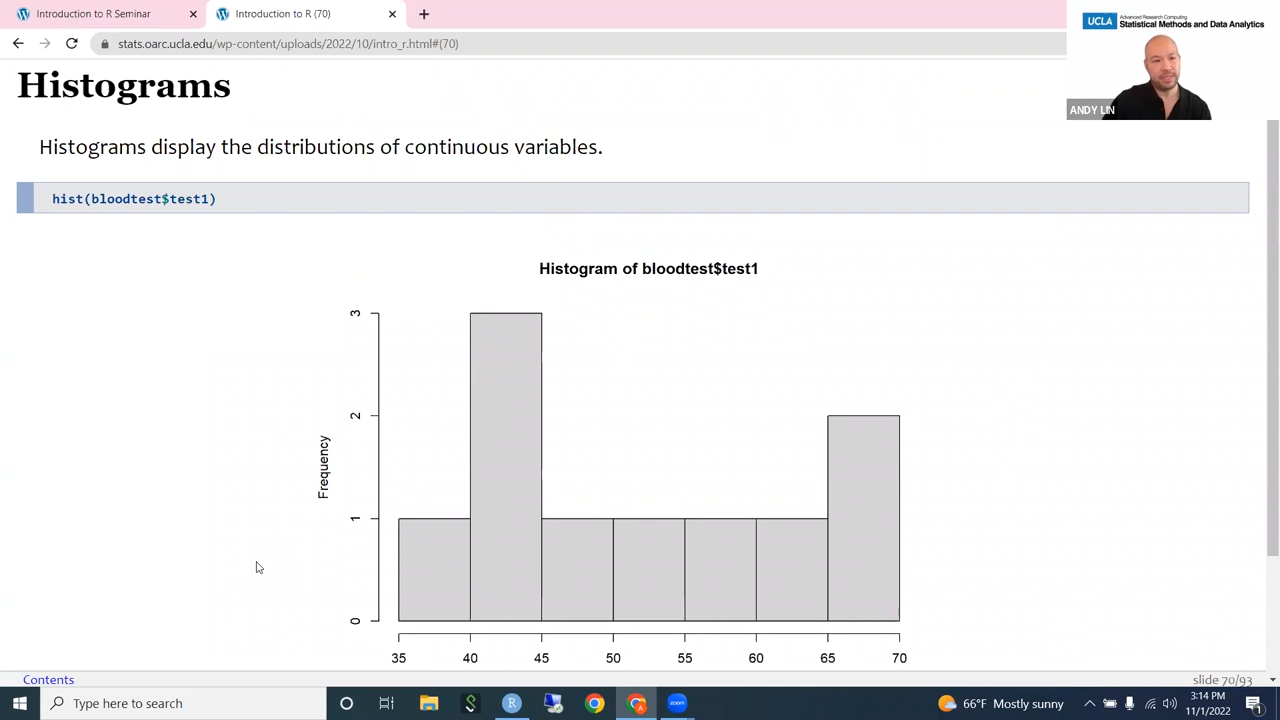 Introduction to R Seminar
Introduction to R (70)
stats.oarc.ucla.edu/wp-content/uploads/2022/10/intro_r.html#(70)
UCLA Advanced Research Computing
Statistical Methods and Data Analytics
ANDY LIN
Histograms
Histograms display the distributions of continuous variables.
hist(bloodtest$test1)
Histogram of bloodtest$test1
Frequency
3
2
1
0
35 40 45 50 55 60 65 70
Contents
slide 70/93
Type here to search
zoom
66°F Mostly sunny
3:14 PM
11/1/2022
1